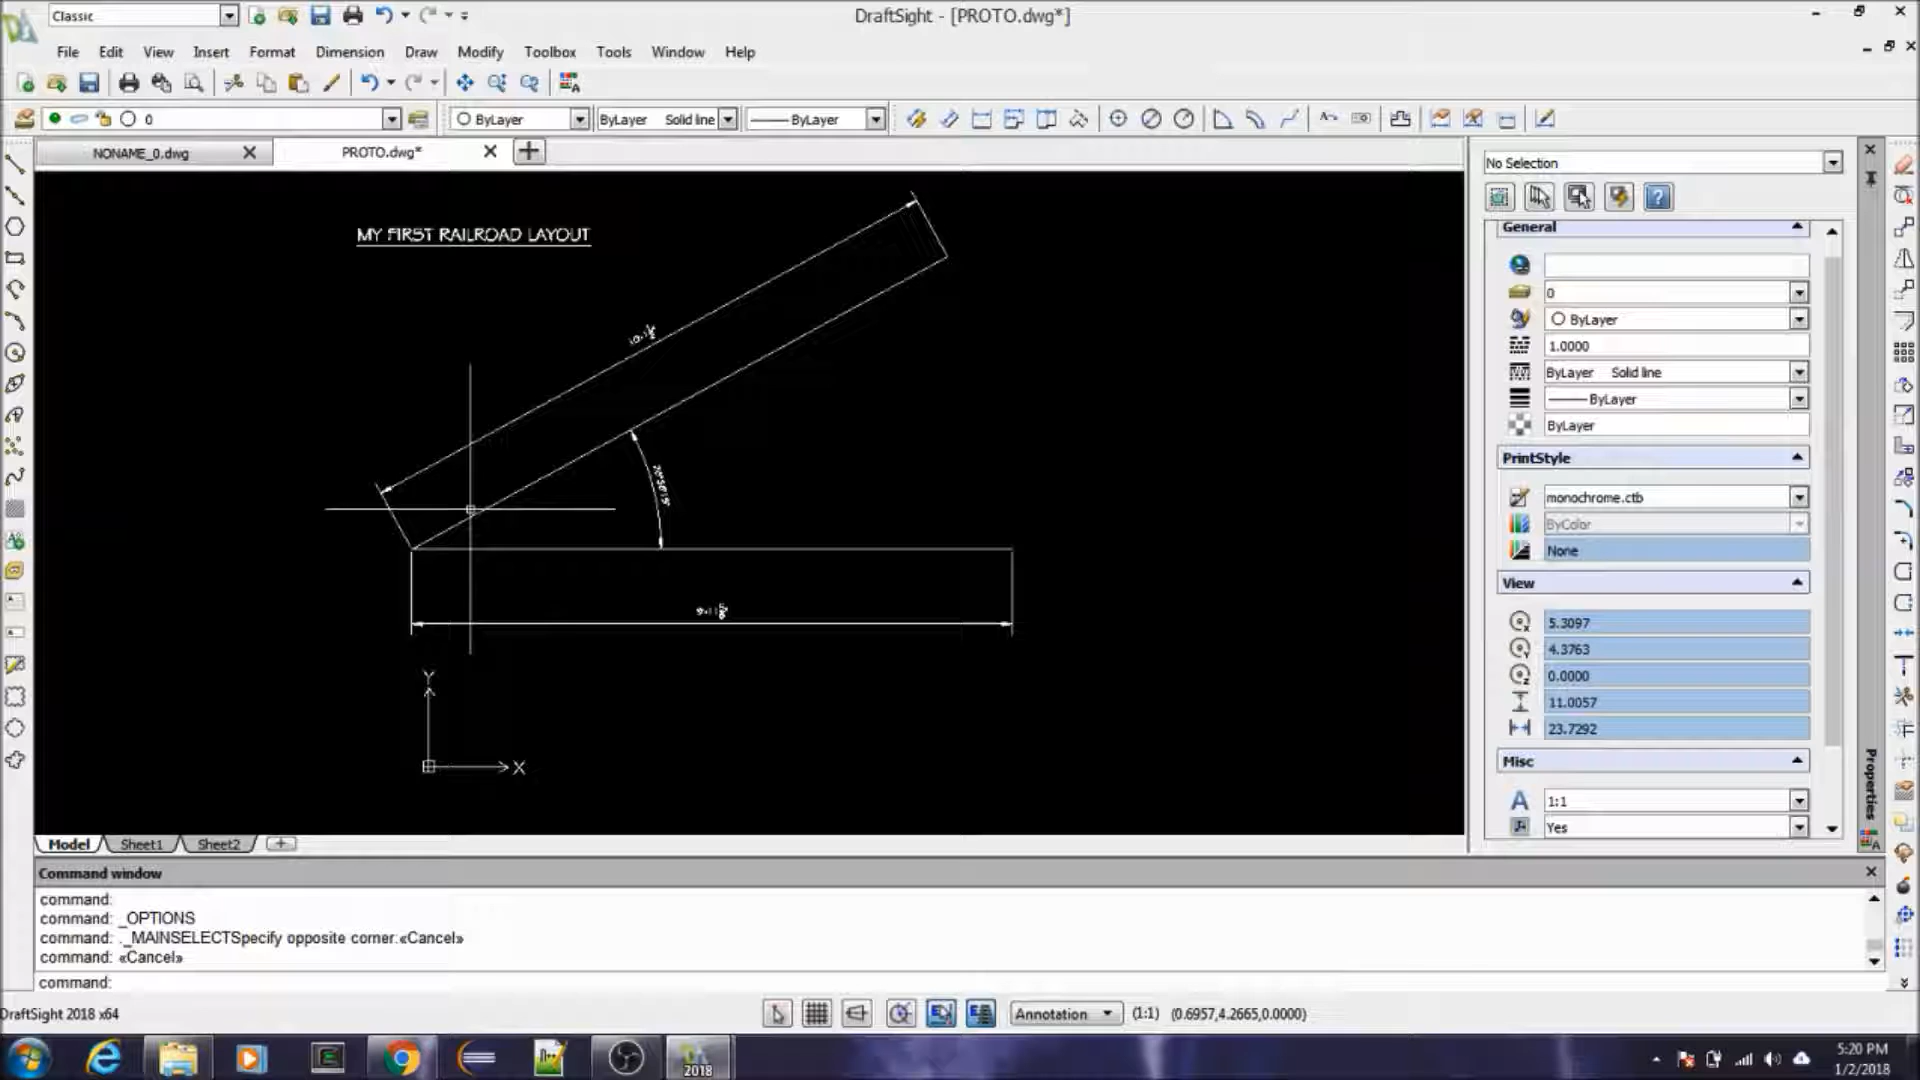 Classic
DraftSight - [PROTO.dwg*]
File Edit View Insert Format Dimension Draw Modify Toolbox Tools Window Help
0 ByLayer ByLayer Solid line ByLayer
NONAME_0.dwg PROTO.dwg*
MY FIRST RAILROAD LAYOUT
Y
X
No Selection
General
0
ByLayer
1.0000
ByLayer Solid line
ByLayer
ByLayer
PrintStyle
monochrome.ctb
ByColor
None
View
5.3097
4.3763
0.0000
11.0057
23.7292
Misc
1:1
Yes
Properties
Model Sheet1 Sheet2
Command window
command:
command: _OPTIONS
command: ._MAINSELECTSpecify opposite corner:«Cancel»
command: «Cancel»
command:
DraftSight 2018 x64
Annotation (1:1) (0.6957,4.2665,0.0000)
2018
5:20 PM
1/2/2018